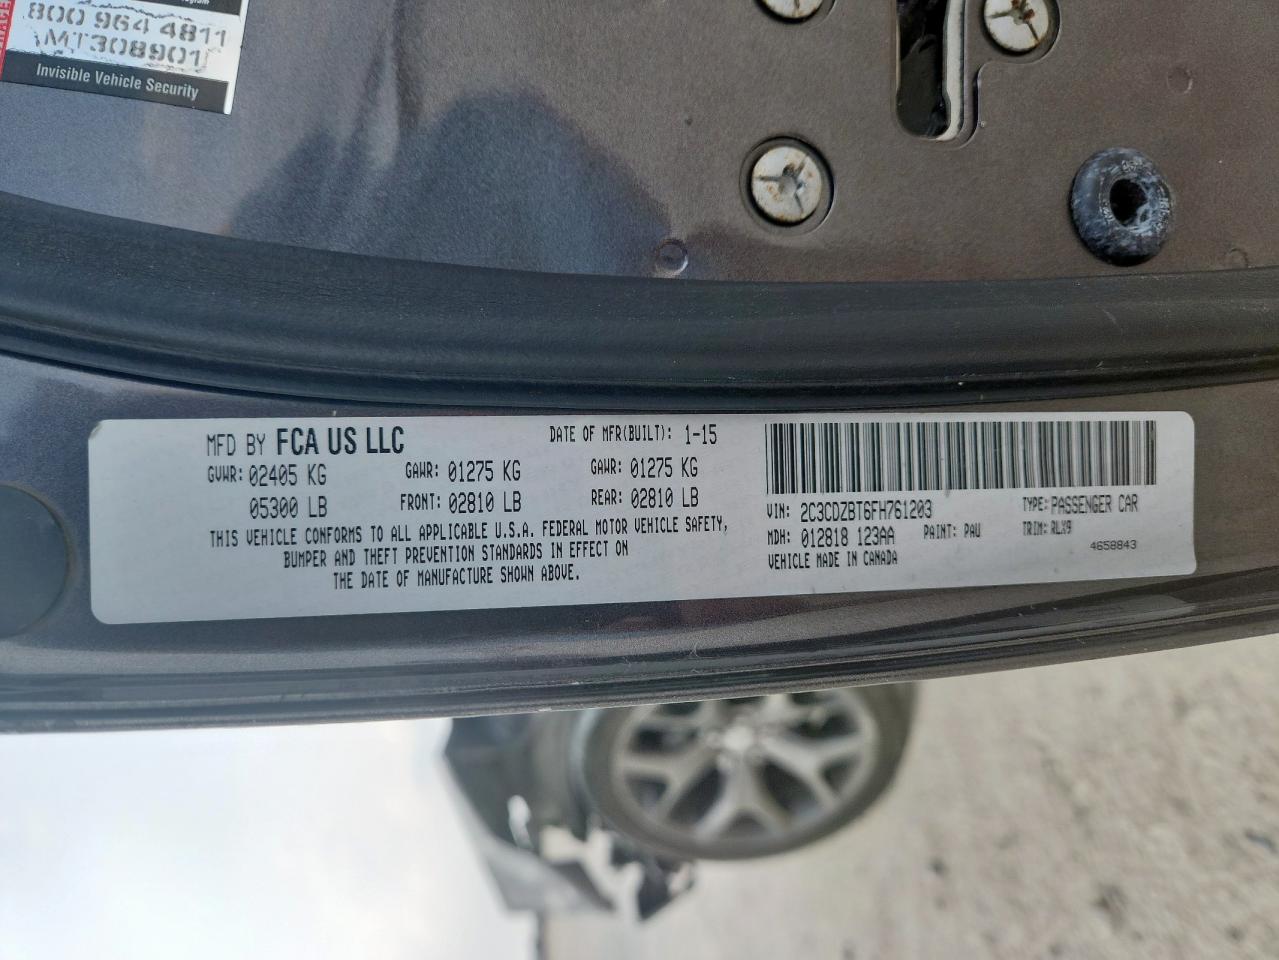 800 964 4811
MT308901
Invisible Vehicle Security
MFD BY FCA US LLC
DATE OF MFR(BUILT): 1-15
GVWR: 02405 KG
GAWR: 01275 KG
GAWR: 01275 KG
05300 LB
FRONT: 02810 LB
REAR: 02810 LB
THIS VEHICLE CONFORMS TO ALL APPLICABLE U.S.A. FEDERAL MOTOR VEHICLE SAFETY,
BUMPER AND THEFT PREVENTION STANDARDS IN EFFECT ON
THE DATE OF MANUFACTURE SHOWN ABOVE.
VIN: 2C3CDZBT6FH761203
TYPE: PASSENGER CAR
MDH: 012818 123AA
PAINT: PAU
TRIM: RLX9
VEHICLE MADE IN CANADA
4658843